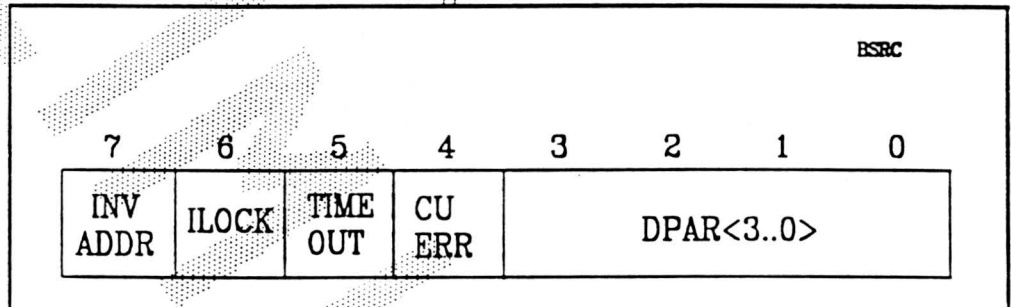 BSRC
7 6 5 4 3 2 1 0
INV ADDR ILOCK TIME OUT CU ERR DPAR<3..0>